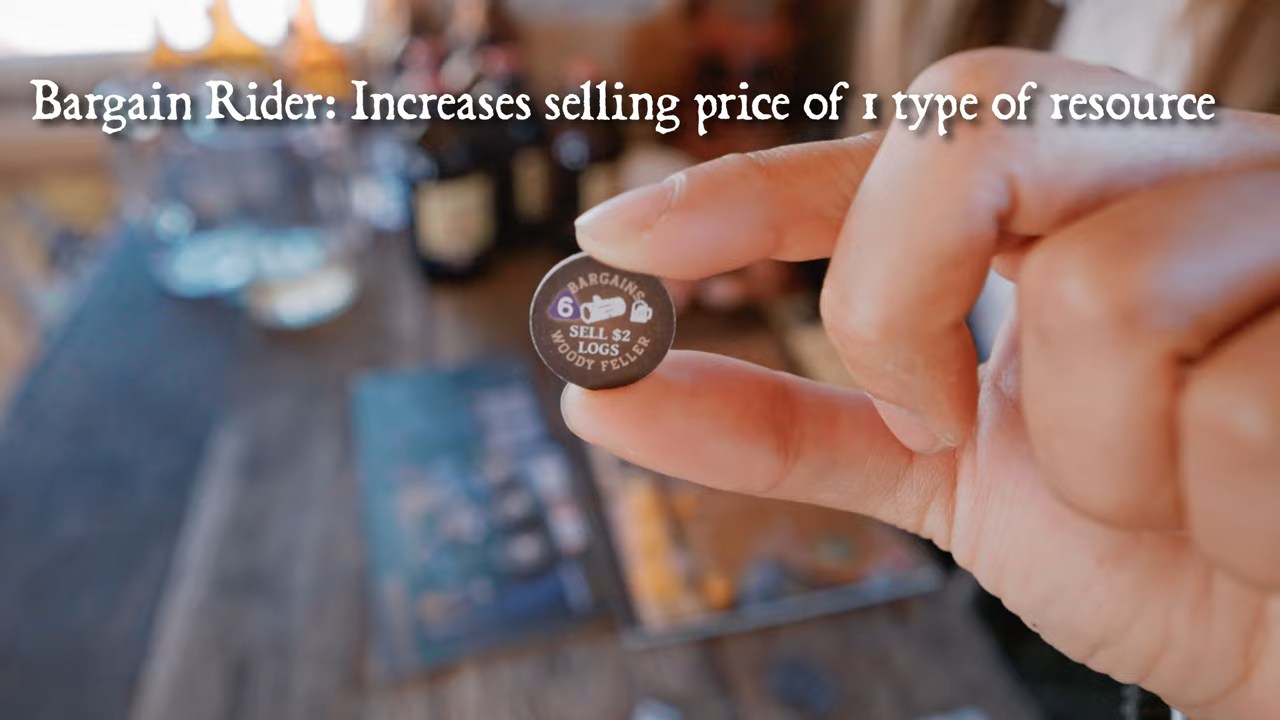 Bargain Rider: Increases selling price of 1 type of resource
BARGAINS
6
SELL $2
LOGS
WOODY FELLER